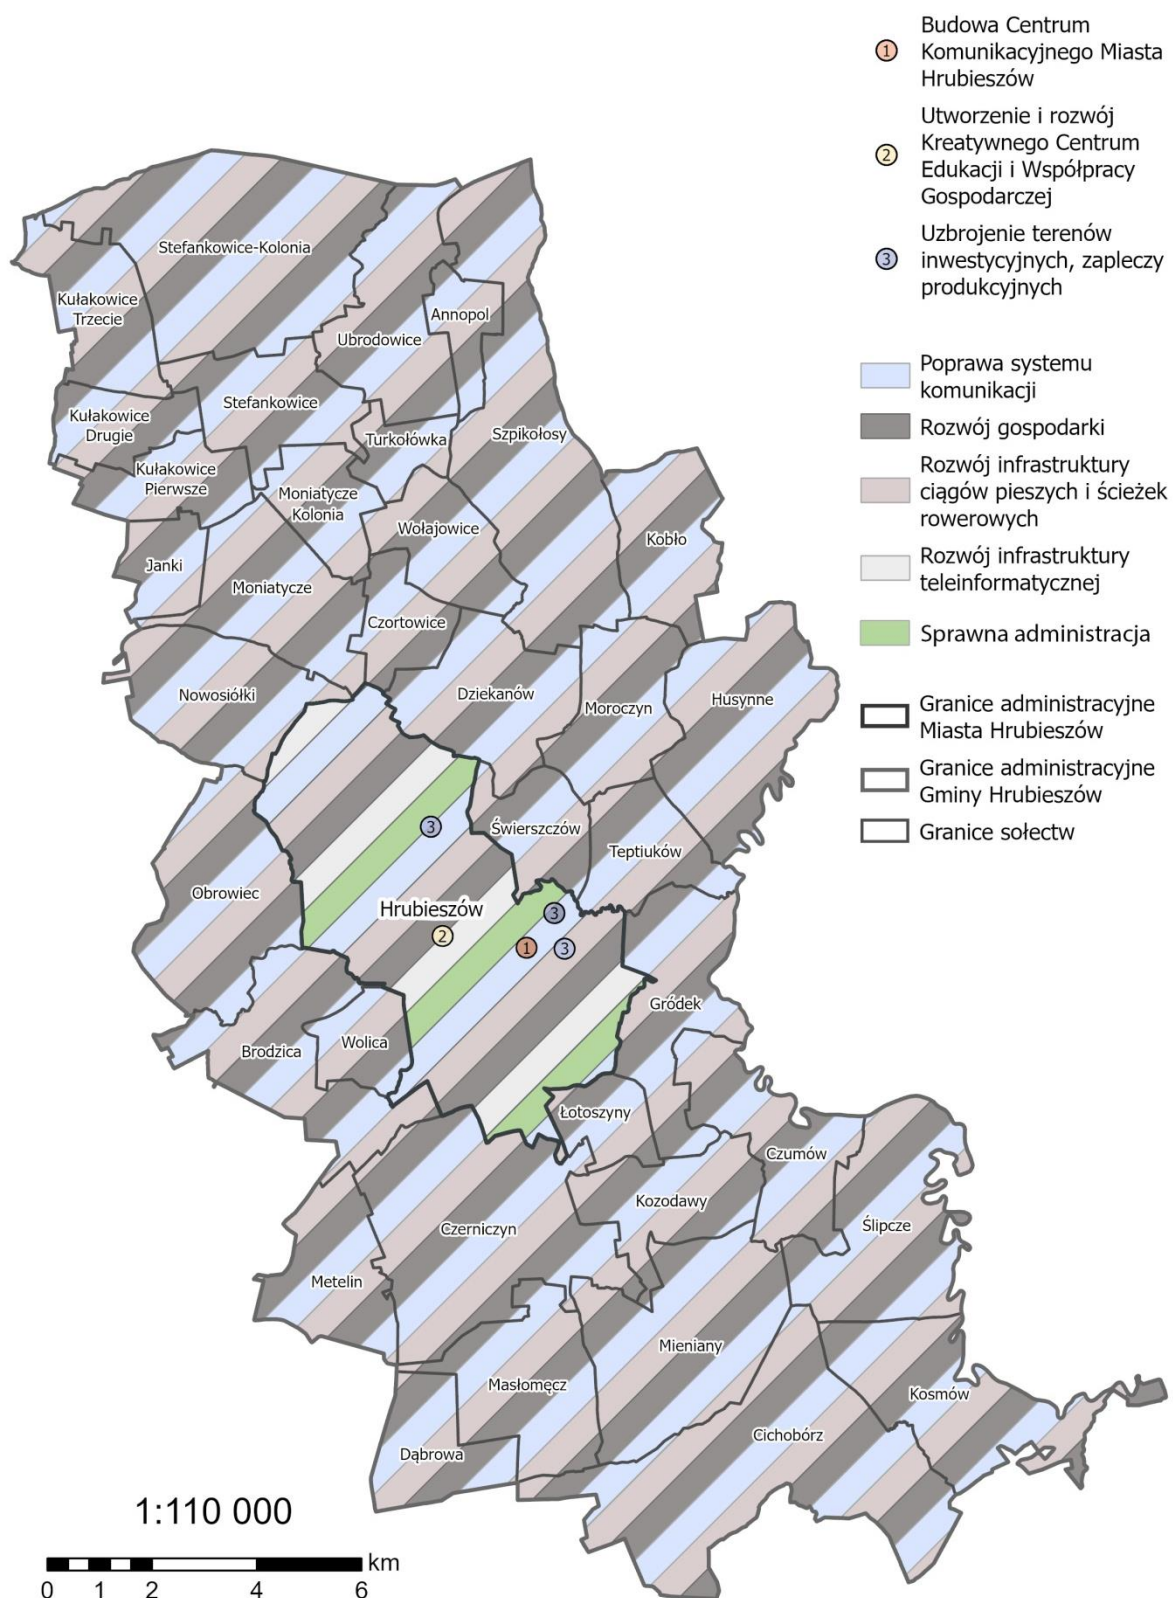 Budowa Centrum
Komunikacyjnego Miasta
Hrubieszów
1
Utworzenie i rozwój
Kreatywnego Centrum
Edukacji i Współpracy
Gospodarczej
2
Uzbrojenie terenów
inwestycyjnych, zapleczy
produkcyjnych
3
Poprawa systemu
komunikacji
Rozwój gospodarki
Rozwój infrastruktury
ciągów pieszych i ścieżek
rowerowych
Rozwój infrastruktury
teleinformatycznej
Sprawna administracja
Granice administracyjne
Miasta Hrubieszów
Granice administracyjne
Gminy Hrubieszów
Granice sołectw
Stefankowice-Kolonia
Kułakowice
Trzecie
Annopol
Ubrodowice
Stefankowice
Kułakowice
Drugie
Turkołówka
Szpikołosy
Kułakowice
Pierwsze
Moniatycze
Kolonia
Wołajowice
Kobło
Janki
Moniatycze
Czortowice
Nowosiółki
Dziekanów
Moroczyn
Husynne
3
Świerszczów
Teptiuków
Obrowiec
Hrubieszów
3
2
1
3
Gródek
Wolica
Brodzica
Łotoszyny
Czumów
Kozodawy
Czerniczyn
Ślipcze
Metelin
Mieniany
Masłomęcz
Kosmów
Cichobórz
Dąbrowa
1:110 000
km
0 1 2 4 6